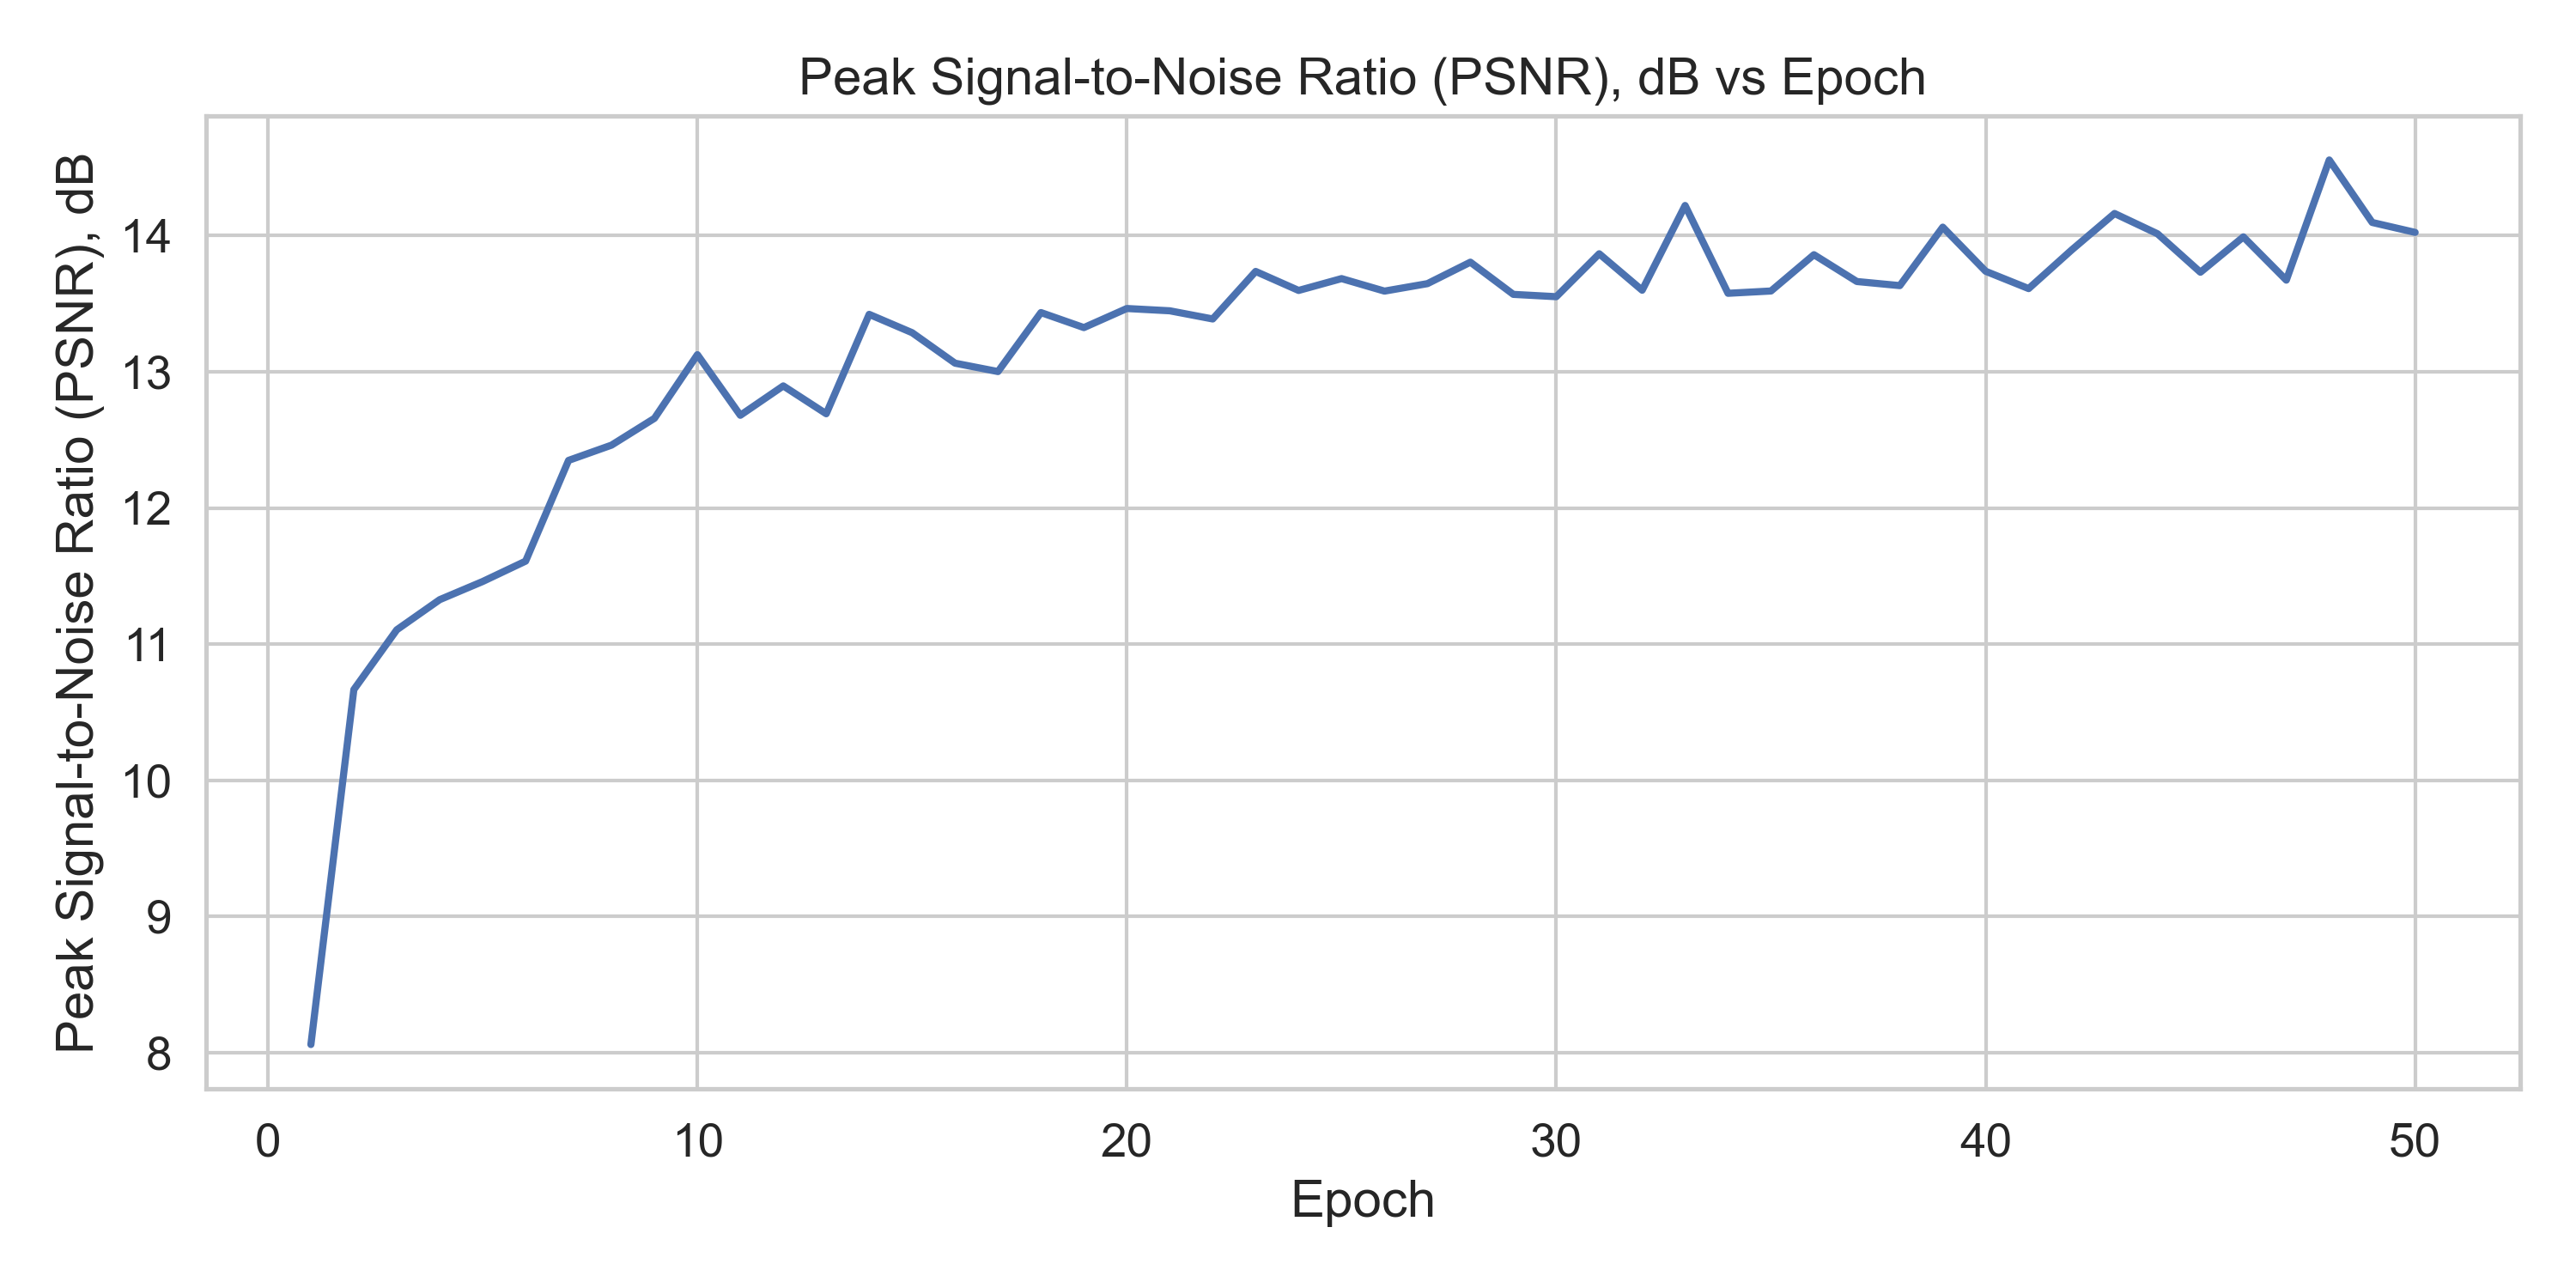 Peak Signal-to-Noise Ratio (PSNR), dB vs Epoch
Peak Signal-to-Noise Ratio (PSNR), dB
14
13
12
11
10
9
8
0 10 20 30 40 50
Epoch